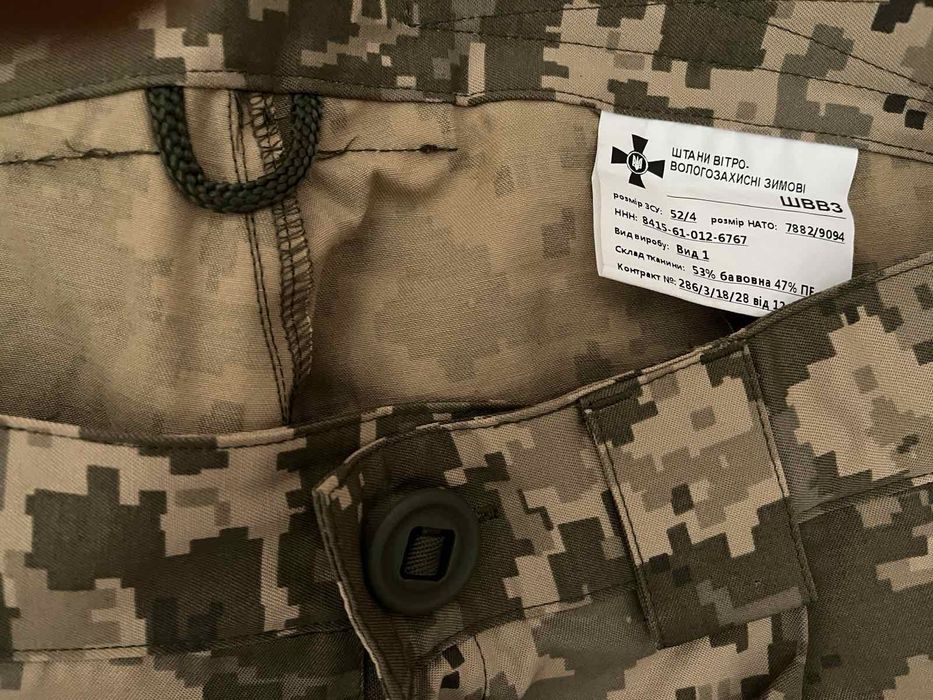 ШТАНИ ВІТРО-
ВОЛОГОЗАХИСНІ ЗИМОВІ
ШВВЗ
розмір ЗСУ: 52/4 розмір НАТО: 7882/9094
ННН: 8415-61-012-6767
Вид виробу: Вид 1
Склад тканини: 53% бавовна 47% ПЕ
Контракт №: 286/3/18/28 від 12